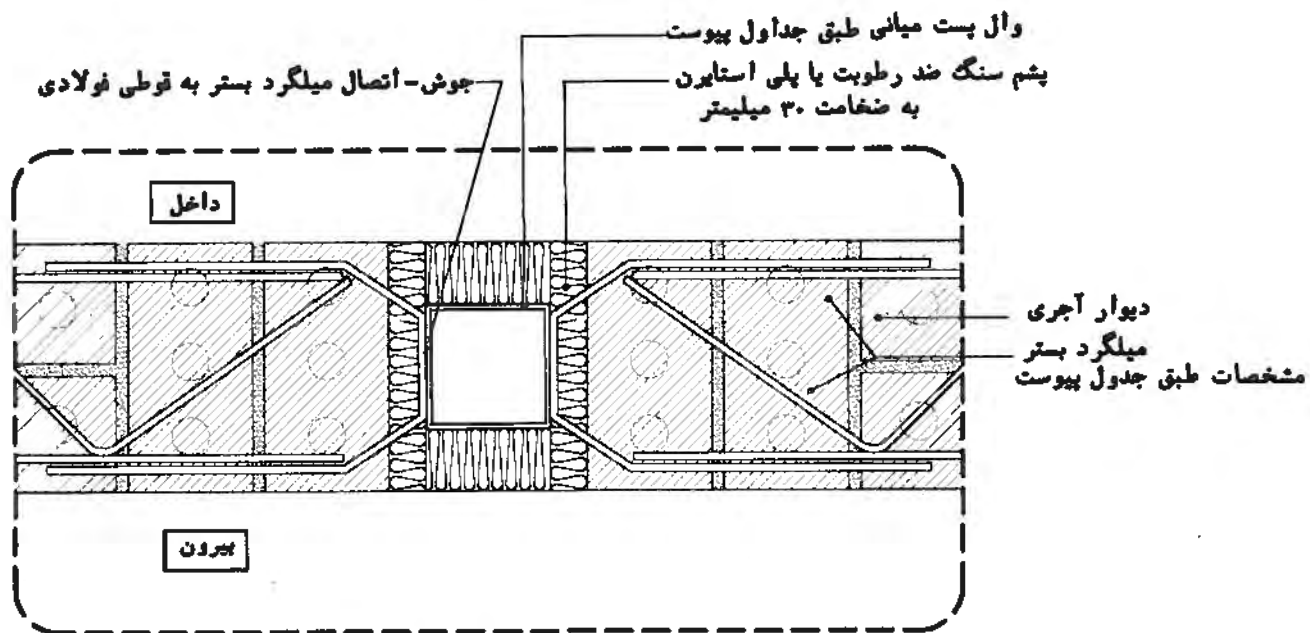 وال پست میانی طبق جداول پیوست
پشم سنگ ضد رطوبت یا پلی استایرن
به ضخامت ۳۰ میلیمتر
جوش-اتصال میلگرد بستر به قوطی فولادی
داخل
دیوار آجری
میلگرد بستر
مشخصات طبق جدول پیوست
بیرون